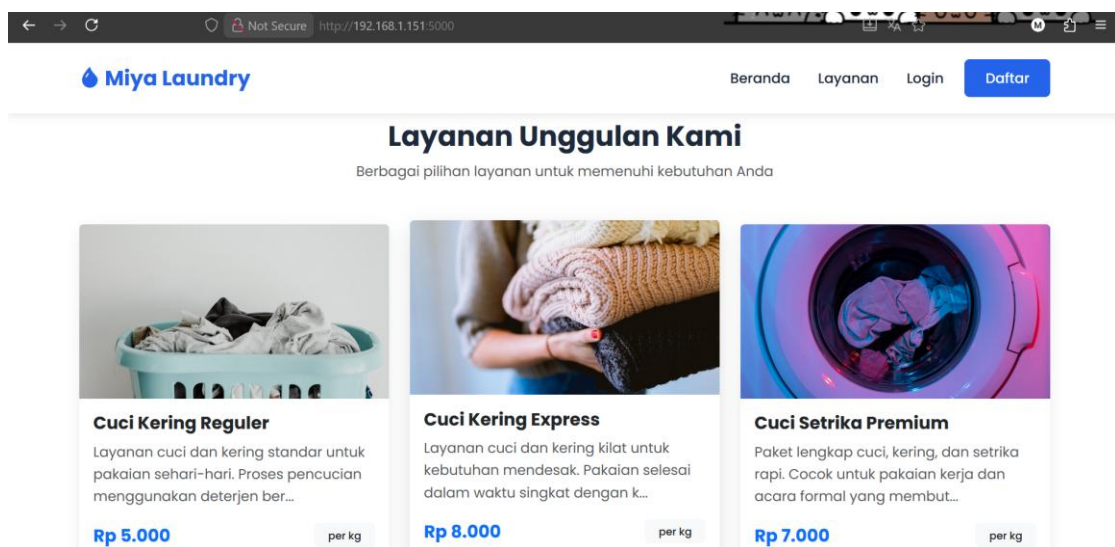 Not Secure http://192.168.1.151:5000
M
Miya Laundry
Beranda Layanan Login Daftar
Layanan Unggulan Kami
Berbagai pilihan layanan untuk memenuhi kebutuhan Anda
Cuci Kering Reguler
Layanan cuci dan kering standar untuk
pakaian sehari-hari. Proses pencucian
menggunakan deterjen ber...
Rp 5.000 per kg
Cuci Kering Express
Layanan cuci dan kering kilat untuk
kebutuhan mendesak. Pakaian selesai
dalam waktu singkat dengan k...
Rp 8.000 per kg
Cuci Setrika Premium
Paket lengkap cuci, kering, dan setrika
rapi. Cocok untuk pakaian kerja dan
acara formal yang membut...
Rp 7.000 per kg